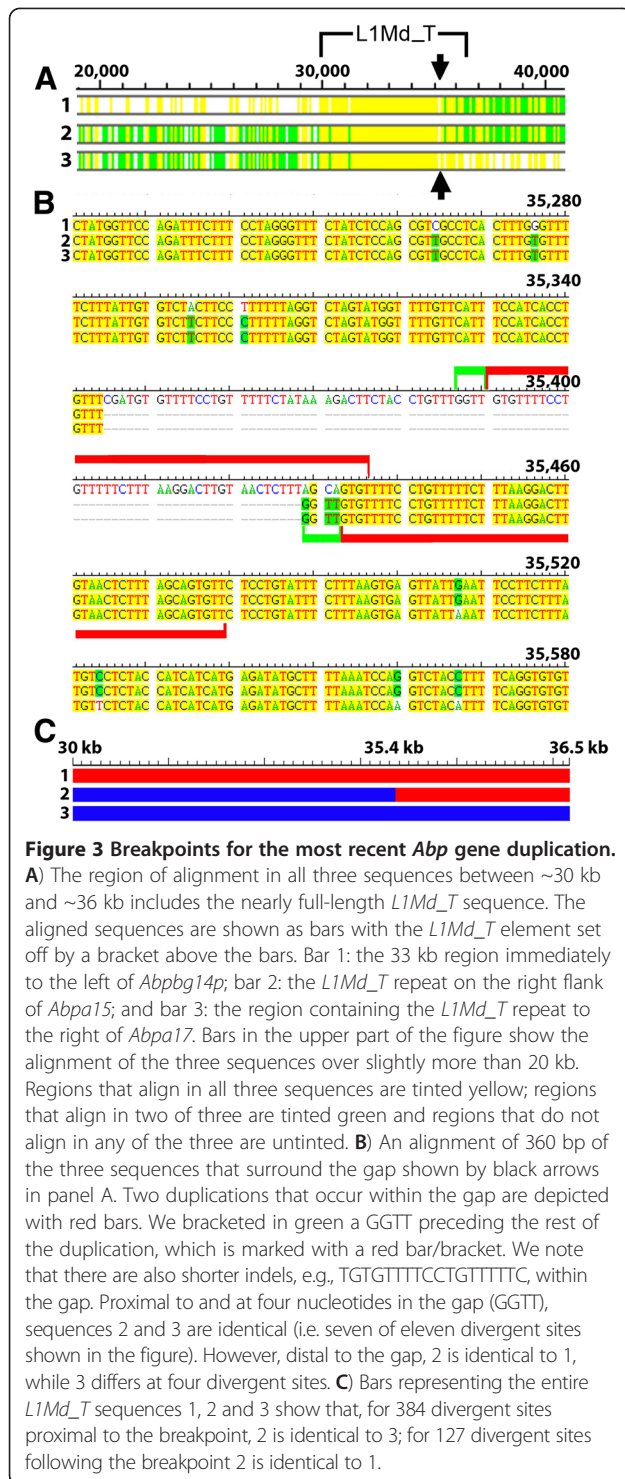 L1Md_T
A
20,000 30,000 40,000
1
2
3
B
35,280
1 CTATGGTTCC AGATTTCTTT CCTAGGGTTT CTATCTCCAG CGTCGCCTCA CTTTGGGTTT
2 CTATGGTTCC AGATTTCTTT CCTAGGGTTT CTATCTCCAG CGTTGCCTCA CTTTGTGTTT
3 CTATGGTTCC AGATTTCTTT CCTAGGGTTT CTATCTCCAG CGTTGCCTCA CTTTGTGTTT
35,340
TCTTTATTGT GTCTACTTCC TTTTTTAGGT CTAGTATGGT TTTGTTCATT TCCATCACCT
TCTTTATTGT GTCTTCTTCC CTTTTTAGGT CTAGTATGGT TTTGTTCATT TCCATCACCT
TCTTTATTGT GTCTTCTTCC CTTTTTAGGT CTAGTATGGT TTTGTTCATT TCCATCACCT
35,400
GTTTCGATGT GTTTTCCTGT TTTTCTATAA AGACTTCTAC CTGTTTGGTT GTGTTTTCCT
GTTT------ ---------- ---------- ---------- ---------- ----------
GTTT------ ---------- ---------- ---------- ---------- ----------
35,460
GTTTTTCTTT AAGGACTTGT AACTCTTTAG CAGTGTTTTC CTGTTTTTCT TTAAGGACTT
---------- ---------- --------GG TTGTGTTTTC CTGTTTTTCT TTAAGGACTT
---------- ---------- --------GG TTGTGTTTTC CTGTTTTTCT TTAAGGACTT
35,520
GTAACTCTTT AGCAGTGTTC TCCTGTATTT CTTTAAGTGA GTTATTGAAT TCCTTCTTTA
GTAACTCTTT AGCAGTGTTC TCCTGTATTT CTTTAAGTGA GTTATTGAAT TCCTTCTTTA
GTAACTCTTT AGCAGTGTTC TCCTGTATTT CTTTAAGTGA GTTATTAAAT TCCTTCTTTA
35,580
TGTCCTCTAC CATCATCATG AGATATGCTT TTAAATCCAG GTCTACCTTT TCAGGTGTGT
TGTCCTCTAC CATCATCATG AGATATGCTT TTAAATCCAG GTCTACCTTT TCAGGTGTGT
TGTTCTCTAC CATCATCATG AGATATGCTT TTAAATCCAA GTCTACATTT TCAGGTGTGT
C
30 kb 35.4 kb 36.5 kb
1
2
3
Figure 3 Breakpoints for the most recent Abp gene duplication.
A) The region of alignment in all three sequences between ~30 kb
and ~36 kb includes the nearly full-length L1Md_T sequence. The
aligned sequences are shown as bars with the L1Md_T element set
off by a bracket above the bars. Bar 1: the 33 kb region immediately
to the left of Abpbg14p; bar 2: the L1Md_T repeat on the right flank
of Abpa15; and bar 3: the region containing the L1Md_T repeat to
the right of Abpa17. Bars in the upper part of the figure show the
alignment of the three sequences over slightly more than 20 kb.
Regions that align in all three sequences are tinted yellow; regions
that align in two of three are tinted green and regions that do not
align in any of the three are untinted. B) An alignment of 360 bp of
the three sequences that surround the gap shown by black arrows
in panel A. Two duplications that occur within the gap are depicted
with red bars. We bracketed in green a GGTT preceding the rest of
the duplication, which is marked with a red bar/bracket. We note
that there are also shorter indels, e.g., TGTGTTTTCCTGTTTTTC, within
the gap. Proximal to and at four nucleotides in the gap (GGTT),
sequences 2 and 3 are identical (i.e. seven of eleven divergent sites
shown in the figure). However, distal to the gap, 2 is identical to 1,
while 3 differs at four divergent sites. C) Bars representing the entire
L1Md_T sequences 1, 2 and 3 show that, for 384 divergent sites
proximal to the breakpoint, 2 is identical to 3; for 127 divergent sites
following the breakpoint 2 is identical to 1.